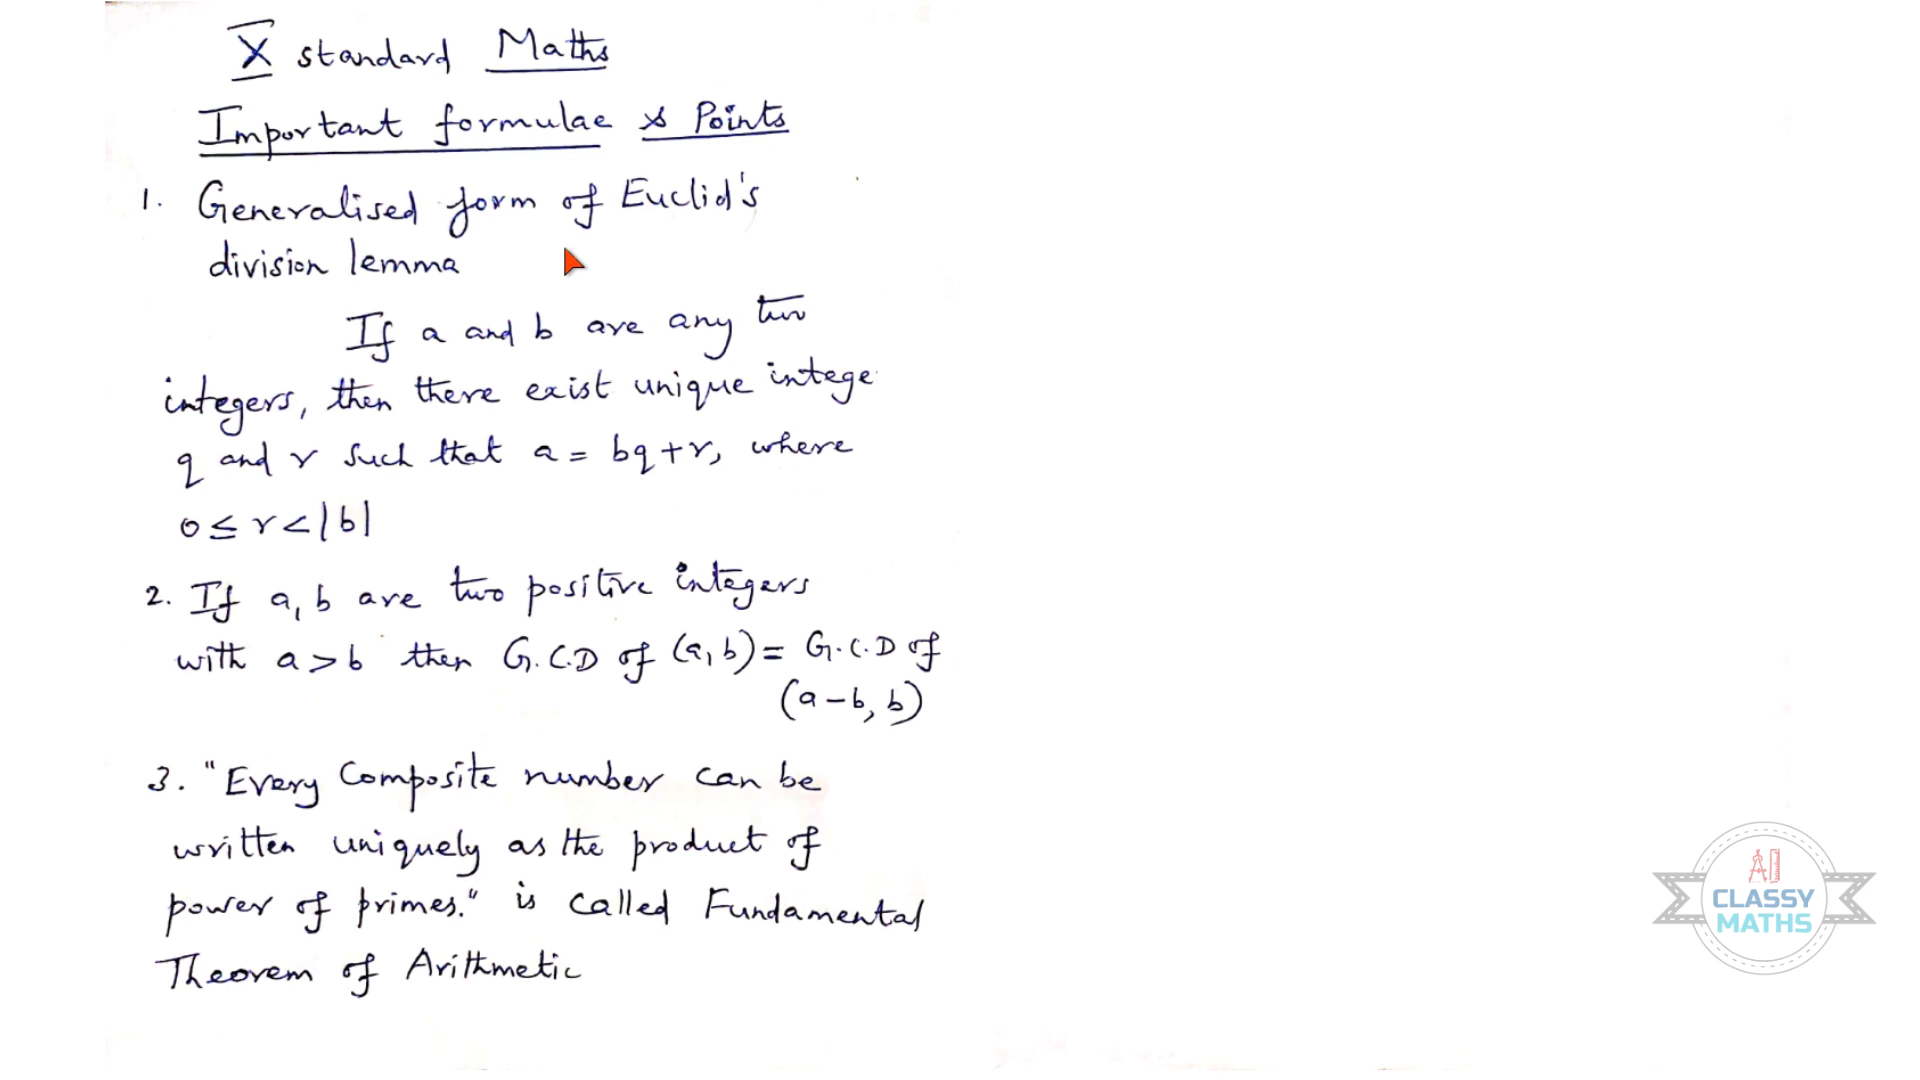 X standard Maths
Important formulae & Points
1. Generalised form of Euclid's
division lemma
If a and b are any two
integers, then there exist unique intege
q and r such that a = bq + r, where
0 ≤ r < |b|
2. If a, b are two positive integers
with a > b then G.C.D of (a, b) = G.C.D of
(a - b, b)
3. "Every Composite number can be
written uniquely as the product of
power of primes." is called Fundamental
Theorem of Arithmetic
CLASSY
MATHS